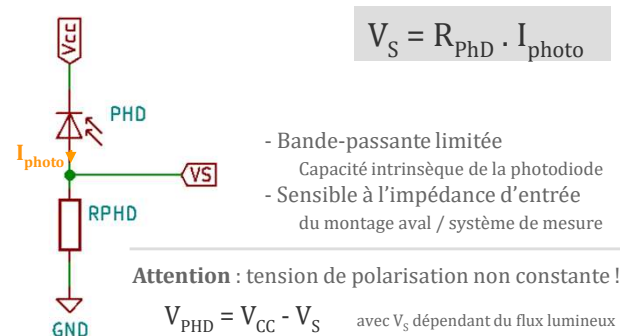 Vcc
PHD
I_photo
VS
RPHD
GND
V_S = R_PhD . I_photo
- Bande-passante limitée
Capacité intrinsèque de la photodiode
- Sensible à l'impédance d'entrée
du montage aval / système de mesure
Attention : tension de polarisation non constante !
V_PHD = V_CC - V_S avec V_S dépendant du flux lumineux